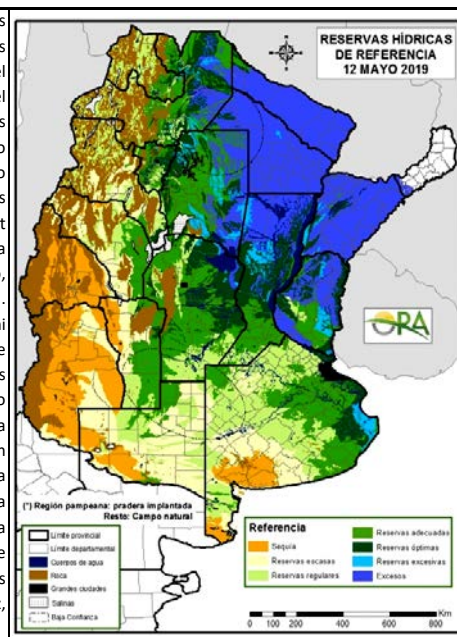 RESERVAS HÍDRICAS
DE REFERENCIA
12 MAYO 2019
ORA
(*) Región pampeana: pradera implantada
Resto: Campo natural
Límite provincial
Límite departamental
Cuerpos de agua
Roca
Grandes ciudades
Salinas
Baja Confianza
Referencia
Sequía
Reservas escasas
Reservas regulares
Reservas adecuadas
Reservas óptimas
Reservas excesivas
Excesos
0 100 200 400 600 800
Km